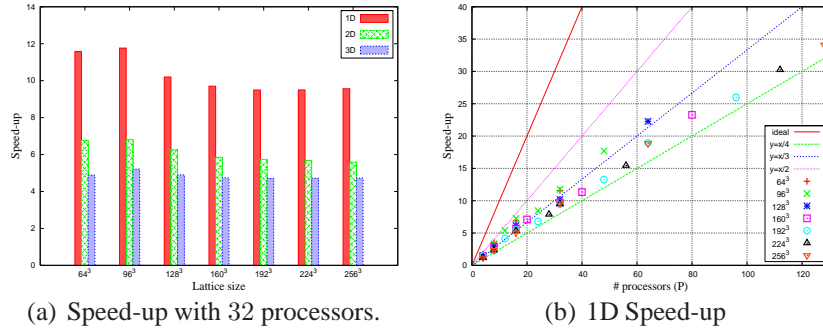 14
12
10
8
6
4
2
0
Speed-up
64³ 96³ 128³ 160³ 192³ 224³ 256³
Lattice size
1D
2D
3D
(a) Speed-up with 32 processors.
40
35
30
25
20
15
10
5
0
Speed-up
0 20 40 60 80 100 120
# processors (P)
ideal
y=x/4
y=x/3
y=x/2
64³
96³
128³
160³
192³
224³
256³
(b) 1D Speed-up